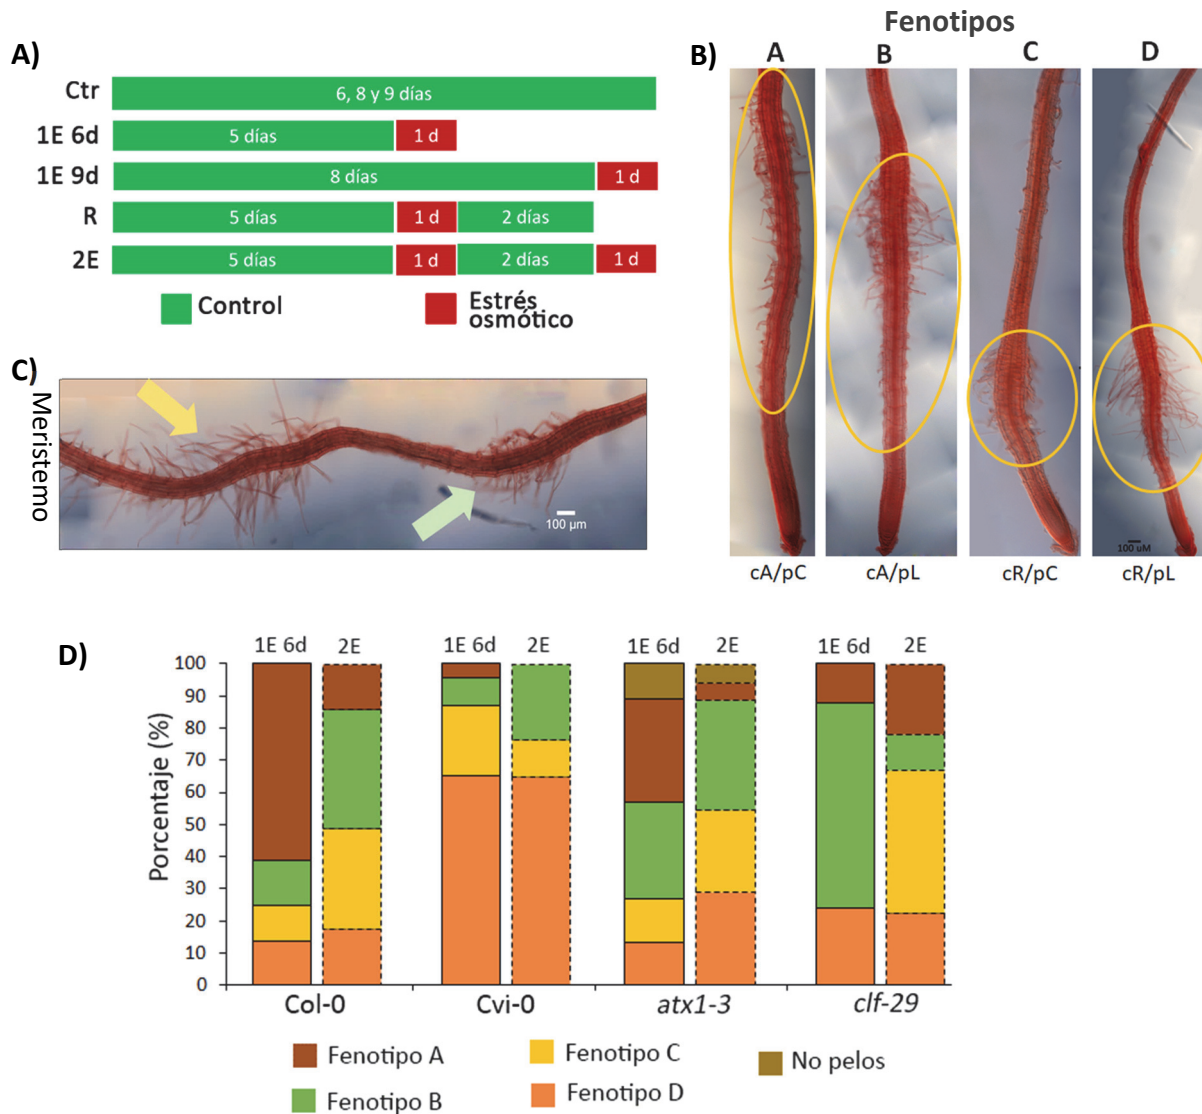 Fenotipos
A)
Ctr
6, 8 y 9 días
1E 6d
5 días
1 d
1E 9d
8 días
1 d
R
5 días
1 d
2 días
2E
5 días
1 d
2 días
1 d
Control
Estrés
osmótico
B)
A
B
C
D
100 uM
cA/pC
cA/pL
cR/pC
cR/pL
C)
Meristemo
100 µm
D)
1E 6d
2E
1E 6d
2E
1E 6d
2E
1E 6d
2E
Porcentaje (%)
100
90
80
70
60
50
40
30
20
10
0
Col-0
Cvi-0
atx1-3
clf-29
Fenotipo A
Fenotipo C
No pelos
Fenotipo B
Fenotipo D